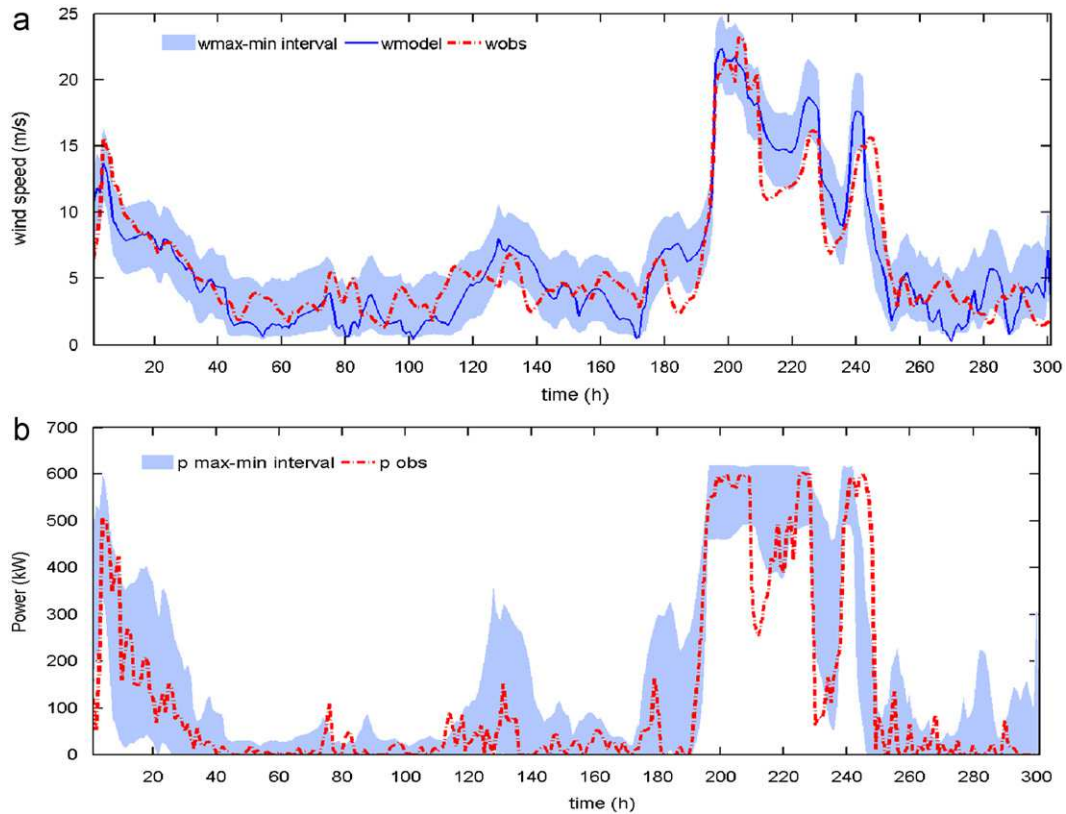 a
25
wmax-min interval wmodel wobs
20
15
wind speed (m/s)
10
5
0
20 40 60 80 100 120 140 160 180 200 220 240 260 280 300
time (h)
b
700
p max-min interval p obs
600
500
400
Power (kW)
300
200
100
0
20 40 60 80 100 120 140 160 180 200 220 240 260 280 300
time (h)